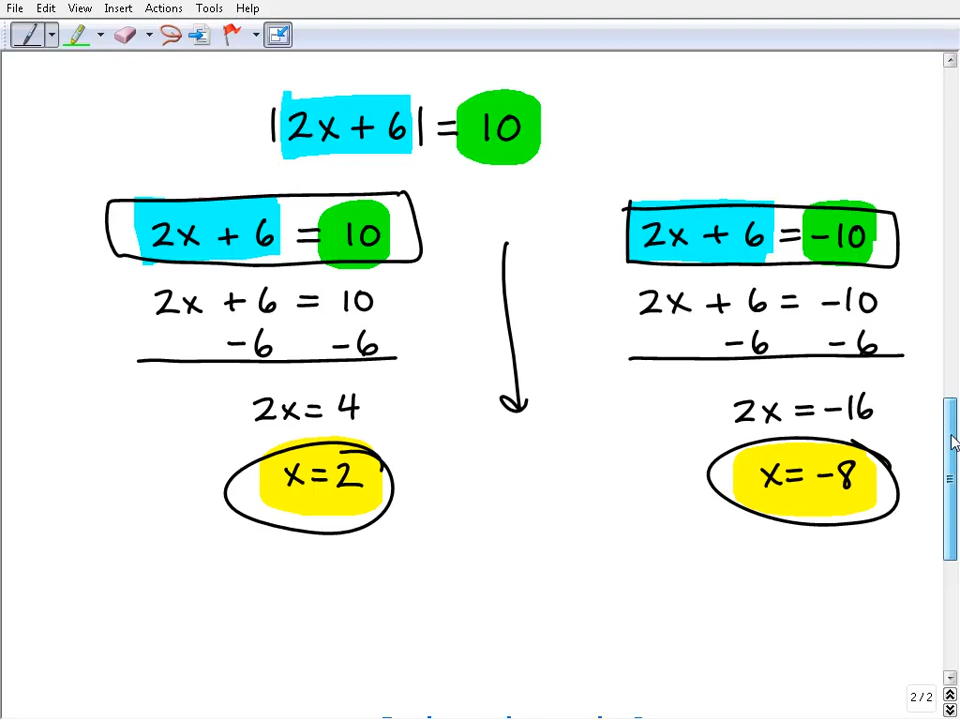 File Edit View Insert Actions Tools Help
|2x + 6| = 10
2x + 6 = 10
2x + 6 = 10
-6 -6
2x = 4
x = 2
2x + 6 = -10
2x + 6 = -10
-6 -6
2x = -16
x = -8
2/2